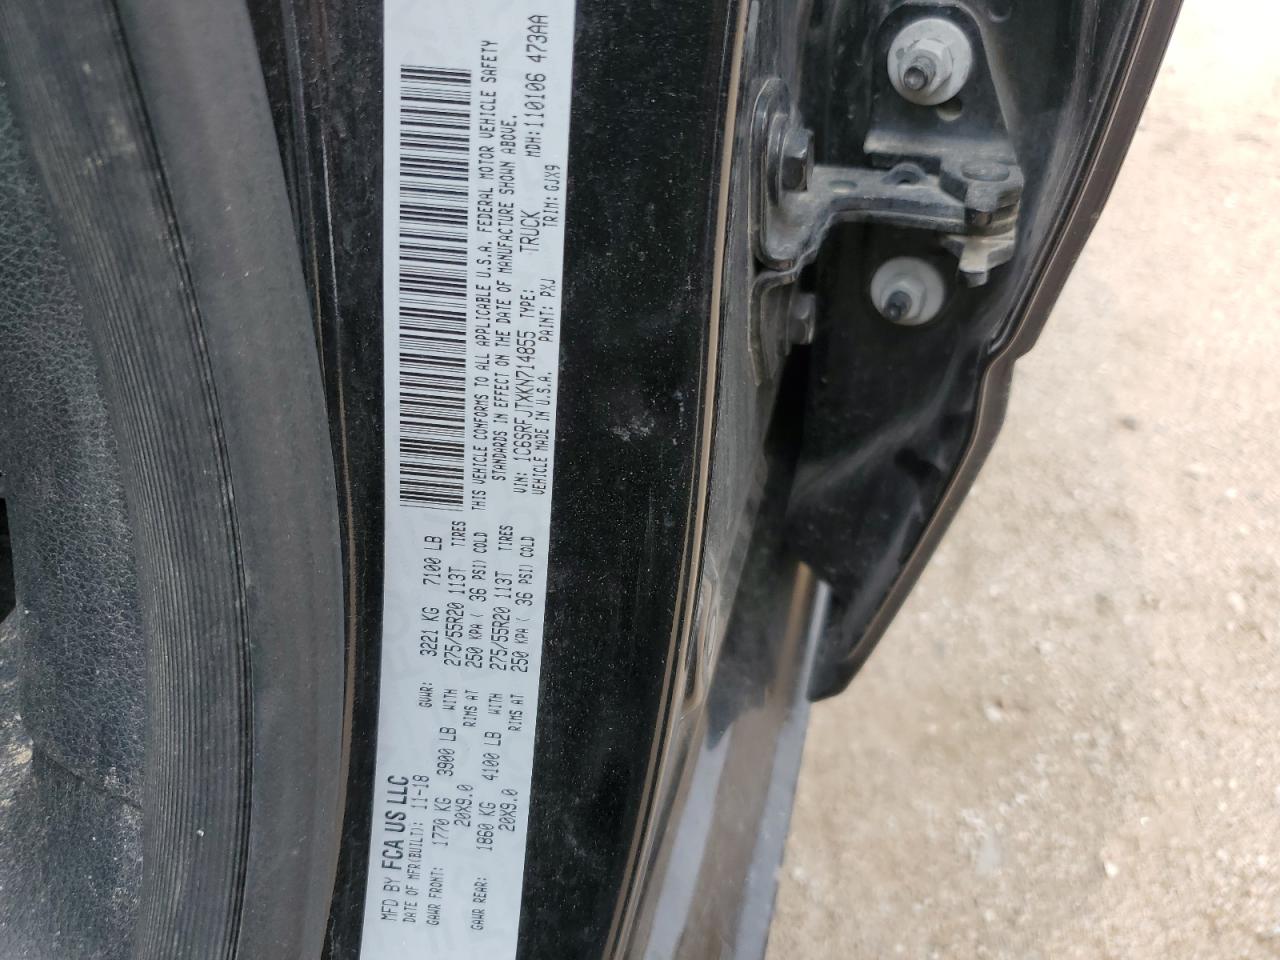 MFD BY FCA US LLC
DATE OF MFR(BUILT): 11-18
GVWR: 3221 KG 7100 LB
GAWR FRONT: 1770 KG 3900 LB WITH 275/55R20 113T TIRES
20X9.0 RIMS AT 250 KPA ( 36 PSI) COLD
GAWR REAR: 1860 KG 4100 LB WITH 275/55R20 113T TIRES
20X9.0 RIMS AT 250 KPA ( 36 PSI) COLD
THIS VEHICLE CONFORMS TO ALL APPLICABLE U.S.A. FEDERAL MOTOR VEHICLE SAFETY
STANDARDS IN EFFECT ON THE DATE OF MANUFACTURE SHOWN ABOVE.
VIN: 1C6SRFJTXKN714855 TYPE: TRUCK MDH: 110106 473AA
VEHICLE MADE IN U.S.A. PAINT: PXJ TRIM: GJX9